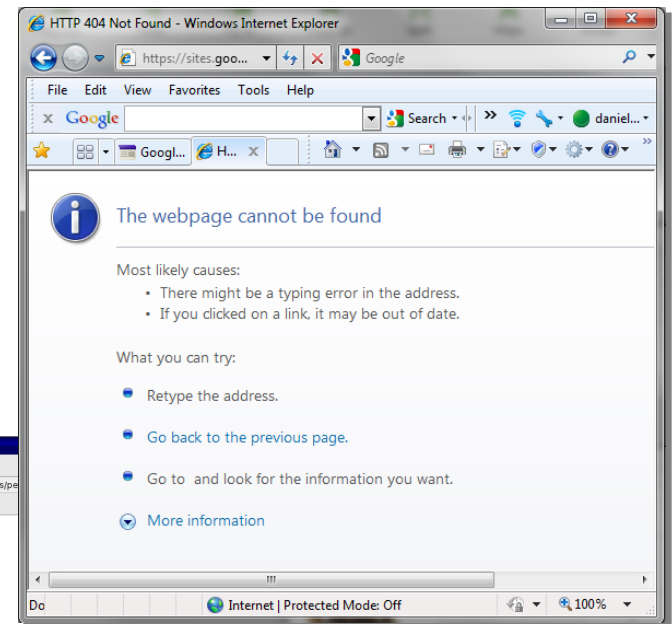 HTTP 404 Not Found - Windows Internet Explorer
https://sites.goo... Google
File Edit View Favorites Tools Help
x Google Search daniel...
Googl... H... x
The webpage cannot be found
Most likely causes:
• There might be a typing error in the address.
• If you clicked on a link, it may be out of date.
What you can try:
Retype the address.
Go back to the previous page.
Go to and look for the information you want.
s/pe
More information
Do Internet | Protected Mode: Off 100%